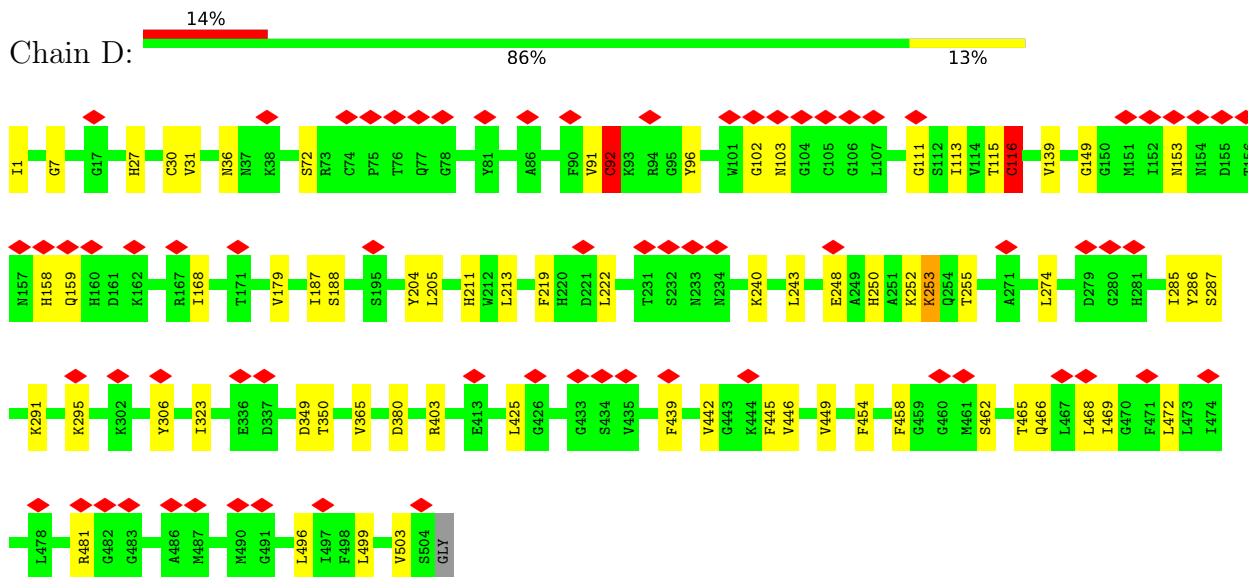 14%
Chain D:
86% 13%
I1 G7 G17 H27 C30 V31 N36 N37 K38 S72 R73 C74 P75 T76 Q77 G78 Y81 A86 F90 V91 C92 K93 R94 G95 Y96 W101 G102 N103 G104 C105 G106 L107 G111 S112 I113 V114 T115 C116 V139 G149 G150 M151 I152 N153 N154 D155 T156
N157 H158 Q159 H160 D161 K162 R167 I168 T171 V179 I187 S188 S195 Y204 L205 H211 W212 L213 F219 H220 D221 L222 T231 S232 N233 N234 K240 L243 E248 A249 H250 A251 K252 K253 Q254 T255 A271 L274 D279 G280 H281 I285 Y286 S287
K291 K295 K302 Y306 I323 E336 D337 D349 T350 V365 D380 R403 E413 L425 G426 G433 S434 V435 F439 V442 G443 K444 F445 V446 V449 F454 F458 G459 G460 M461 S462 T465 Q466 L467 L468 I469 G470 F471 L472 L473 I474
L478 R481 G482 G483 A486 M487 M490 G491 L496 I497 F498 L499 V503 S504 GLY